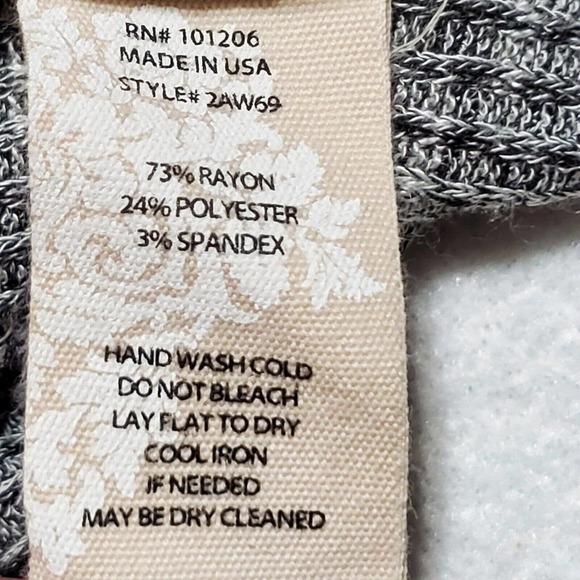 RN# 101206
MADE IN USA
STYLE# 2AW69
73% RAYON
24% POLYESTER
3% SPANDEX
HAND WASH COLD
DO NOT BLEACH
LAY FLAT TO DRY
COOL IRON
IF NEEDED
MAY BE DRY CLEANED